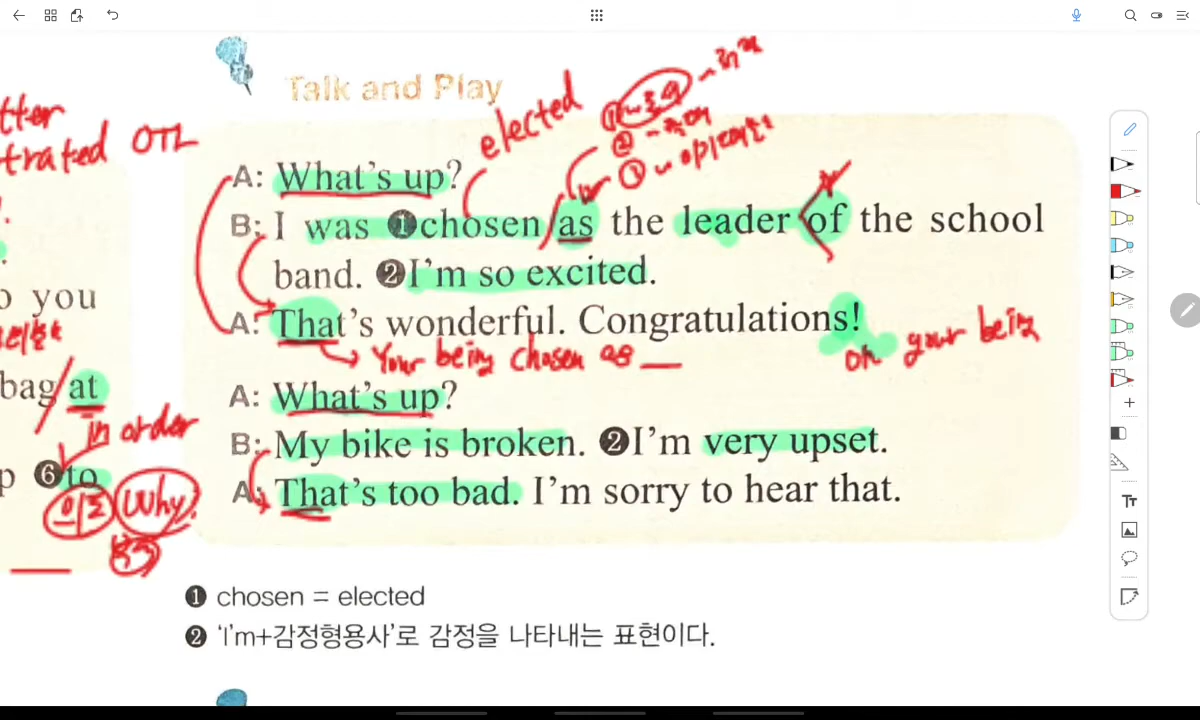 Talk and Play
tter
trated OTL
elected
A: What's up?
B: I was ❶chosen/as the leader of the school
band. ❷I'm so excited.
o you
A: That's wonderful. Congratulations!
Your being chosen as
on your being
bag/at
A: What's up?
in order
B: My bike is broken. ❷I'm very upset.
p ❻to
A: That's too bad. I'm sorry to hear that.
Why
❶ chosen = elected
❷ 'I'm+감정형용사'로 감정을 나타내는 표현이다.
Tт